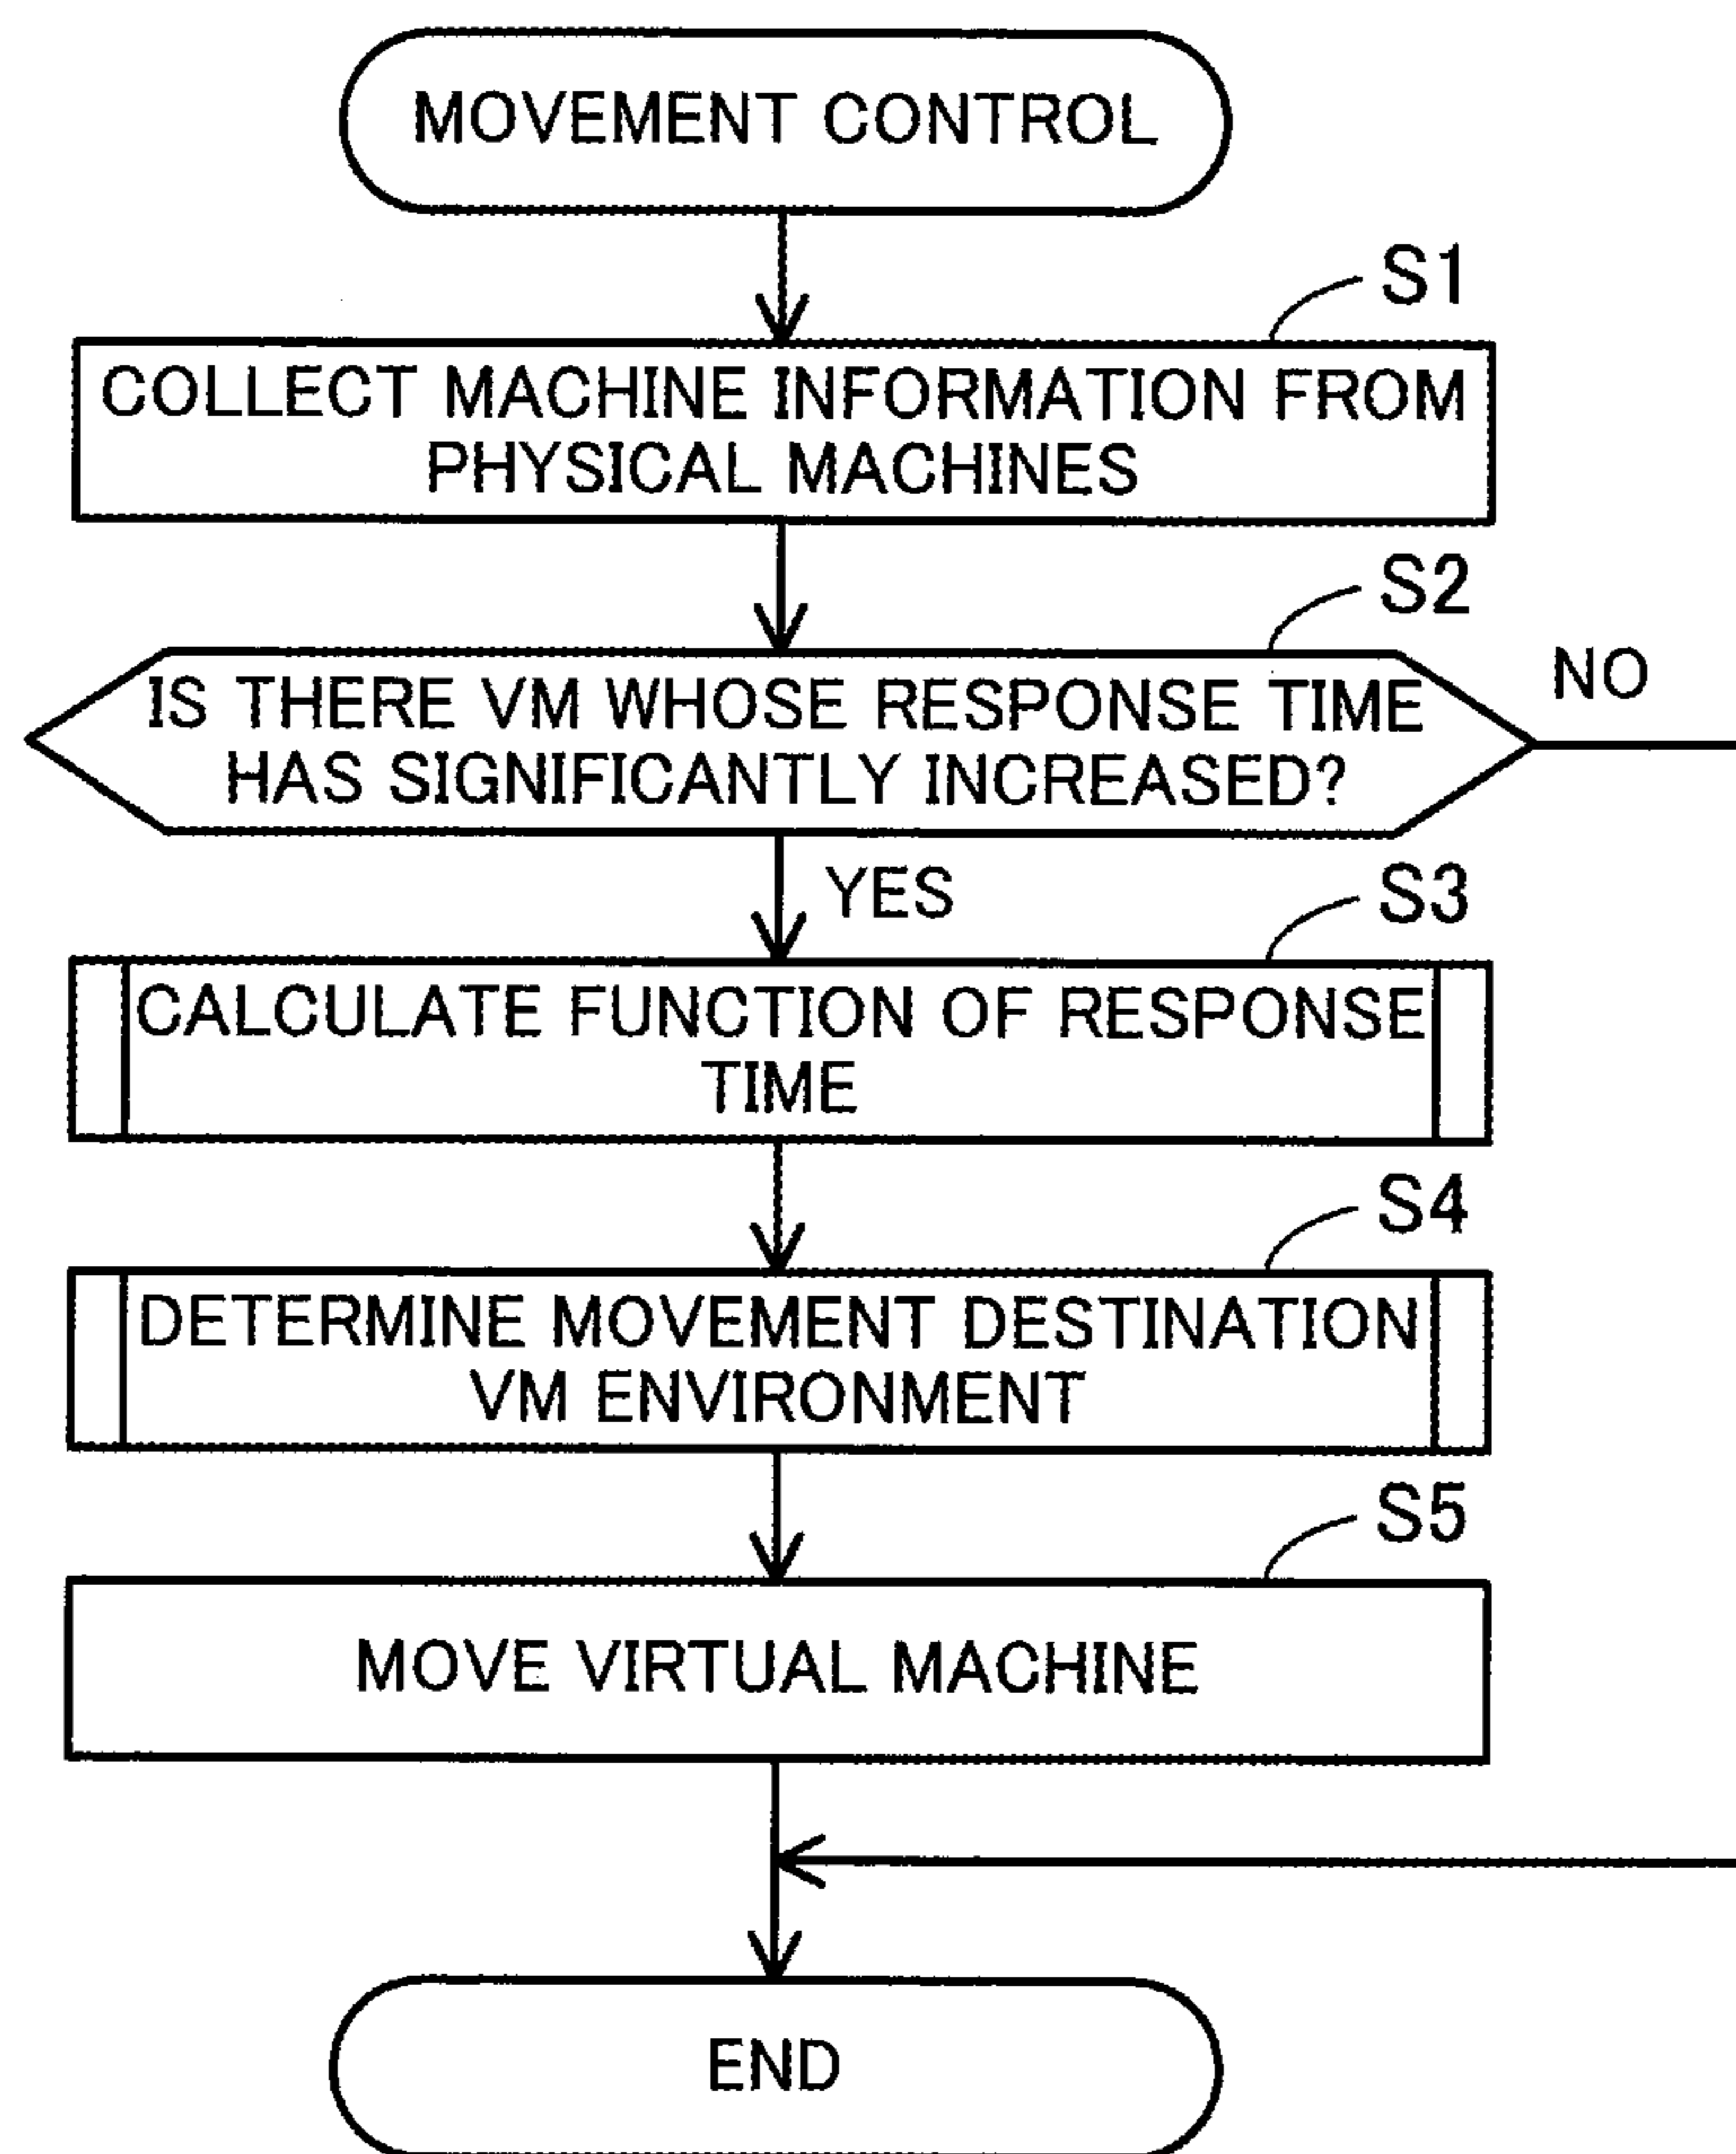 MOVEMENT CONTROL
S1
COLLECT MACHINE INFORMATION FROM
PHYSICAL MACHINES
S2
IS THERE VM WHOSE RESPONSE TIME
HAS SIGNIFICANTLY INCREASED?
NO
YES
S3
CALCULATE FUNCTION OF RESPONSE
TIME
S4
DETERMINE MOVEMENT DESTINATION
VM ENVIRONMENT
S5
MOVE VIRTUAL MACHINE
END